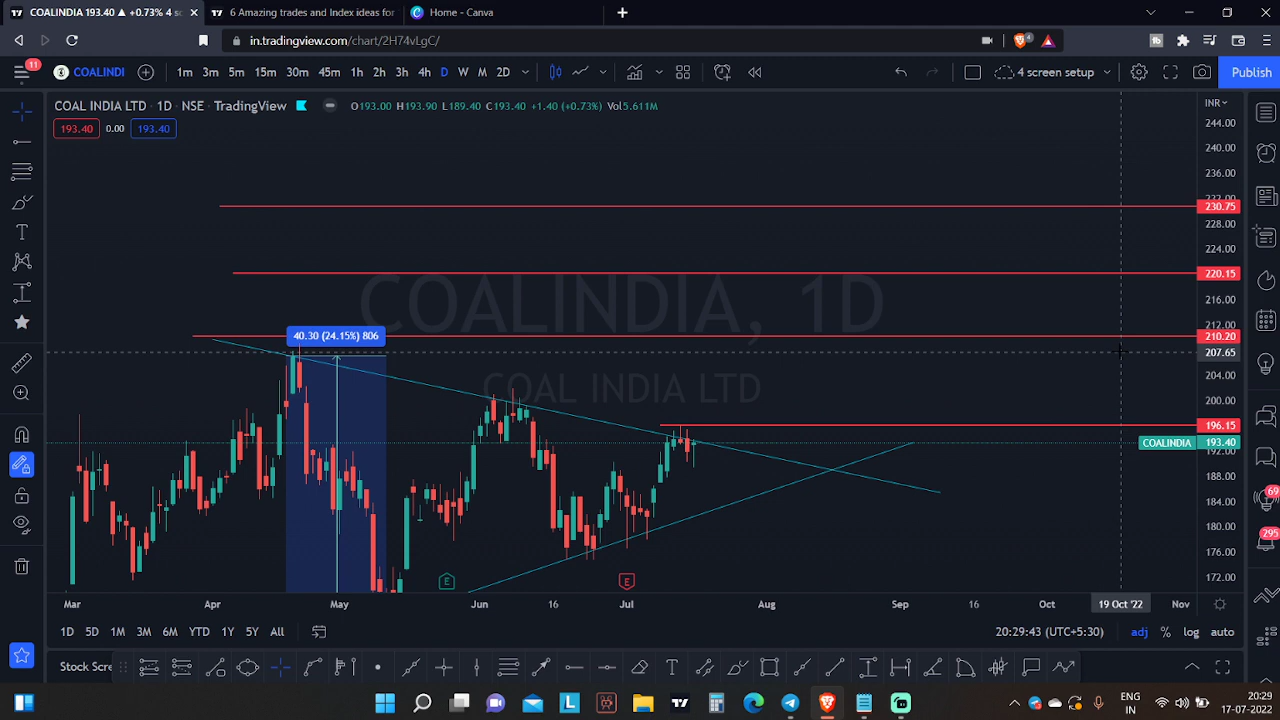 COALINDIA 193.40 ▲ +0.73% 4 s
6 Amazing trades and Index ideas for
Home - Canva
in.tradingview.com/chart/2H74vLgC/
4
11
COALINDI
1m 3m 5m 15m 30m 45m 1h 2h 3h 4h D W M 2D
4 screen setup
Publish
COAL INDIA LTD · 1D · NSE · TradingView
O193.00 H193.90 L189.40 C193.40 +1.40 (+0.73%) Vol5.611M
INR
193.40 0.00 193.40
244.00
240.00
236.00
232.00
230.75
228.00
224.00
220.15
COALINDIA, 1D
216.00
212.00
40.30 (24.15%) 806
210.20
207.65
COAL INDIA LTD
204.00
200.00
196.15
COALINDIA 193.40
192.00
188.00
184.00
180.00
176.00
172.00
69
295
E
E
Mar Apr May Jun 16 Jul Aug Sep 16 Oct 19 Oct '22 Nov
1D 5D 1M 3M 6M YTD 1Y 5Y All
20:29:43 (UTC+5:30)
adj % log auto
Stock Scre
ENG
IN
20:29
17-07-2022